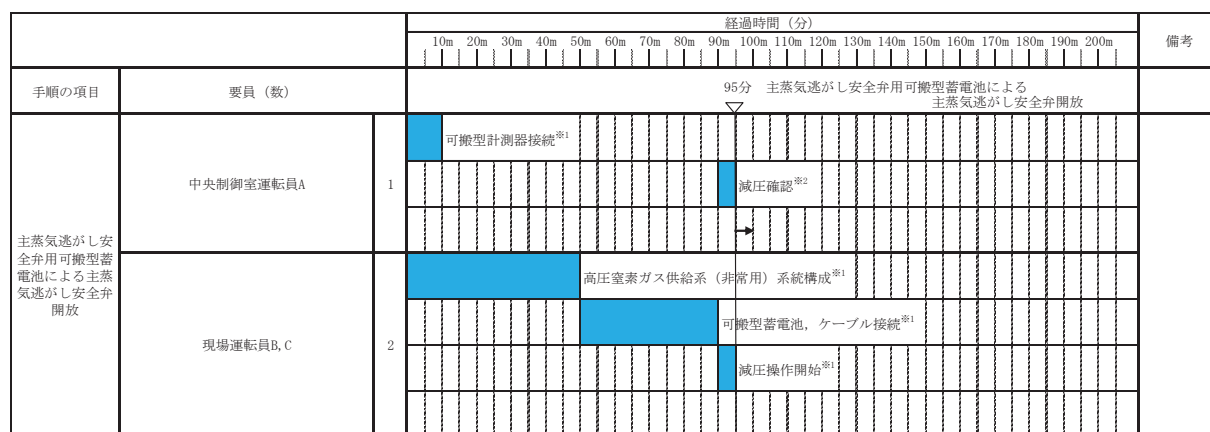 経過時間（分）
備考
10m 20m 30m 40m 50m 60m 70m 80m 90m 100m 110m 120m 130m 140m 150m 160m 170m 180m 190m 200m
手順の項目
要員（数）
95分　主蒸気逃がし安全弁用可搬型蓄電池による
主蒸気逃がし安全弁開放
主蒸気逃がし安
全弁用可搬型蓄
電池による主蒸
気逃がし安全弁
開放
中央制御室運転員A
1
可搬型計測器接続※1
減圧確認※2
現場運転員B,C
2
高圧窒素ガス供給系（非常用）系統構成※1
可搬型蓄電池，ケーブル接続※1
減圧操作開始※1